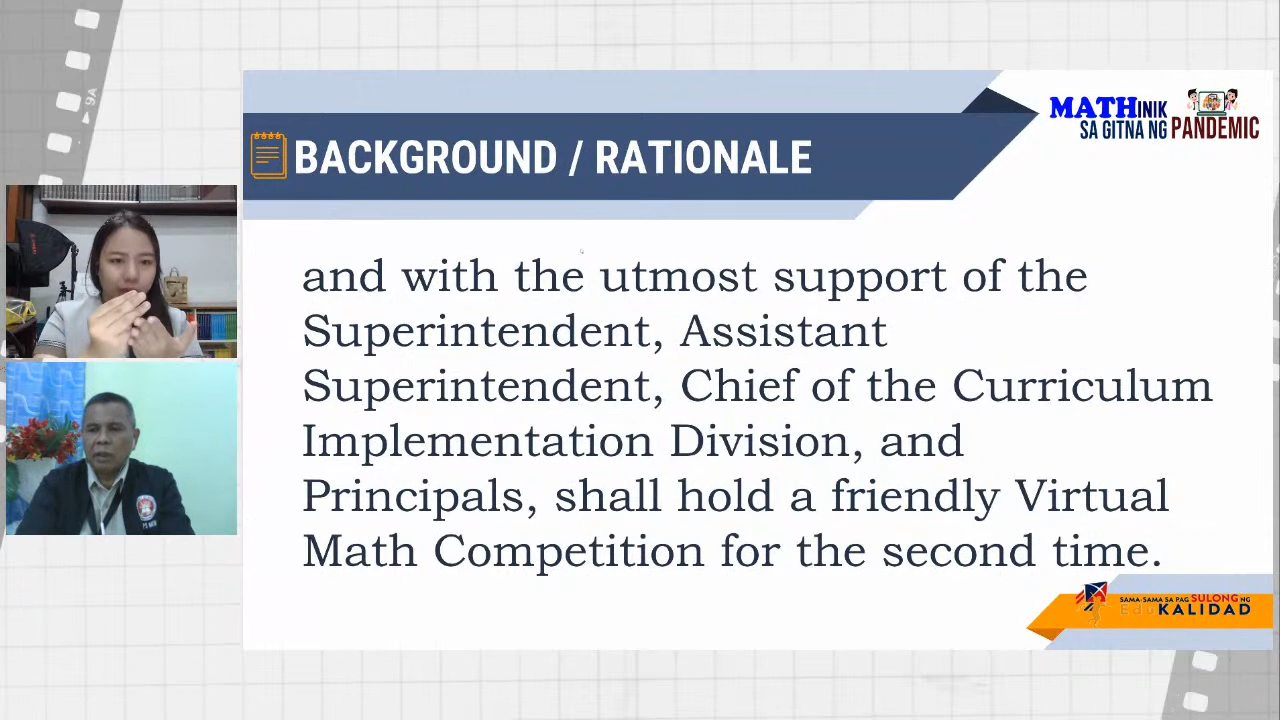 BACKGROUND / RATIONALE
MATHINIK
SA GITNA NG PANDEMIC
and with the utmost support of the
Superintendent, Assistant
Superintendent, Chief of the Curriculum
Implementation Division, and
Principals, shall hold a friendly Virtual
Math Competition for the second time.
SAMA-SAMA SA PAG SULONG NG
EduKALIDAD